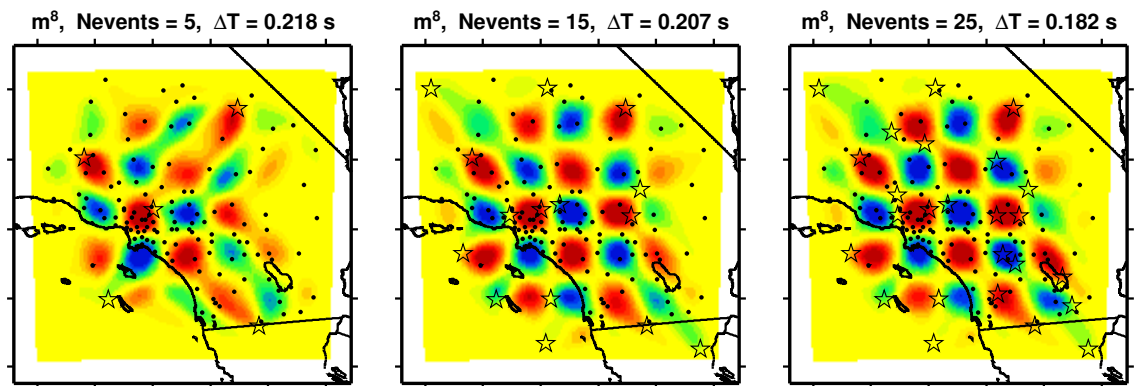 m⁸, Nevents = 5, ΔT = 0.218 s
m⁸, Nevents = 15, ΔT = 0.207 s
m⁸, Nevents = 25, ΔT = 0.182 s